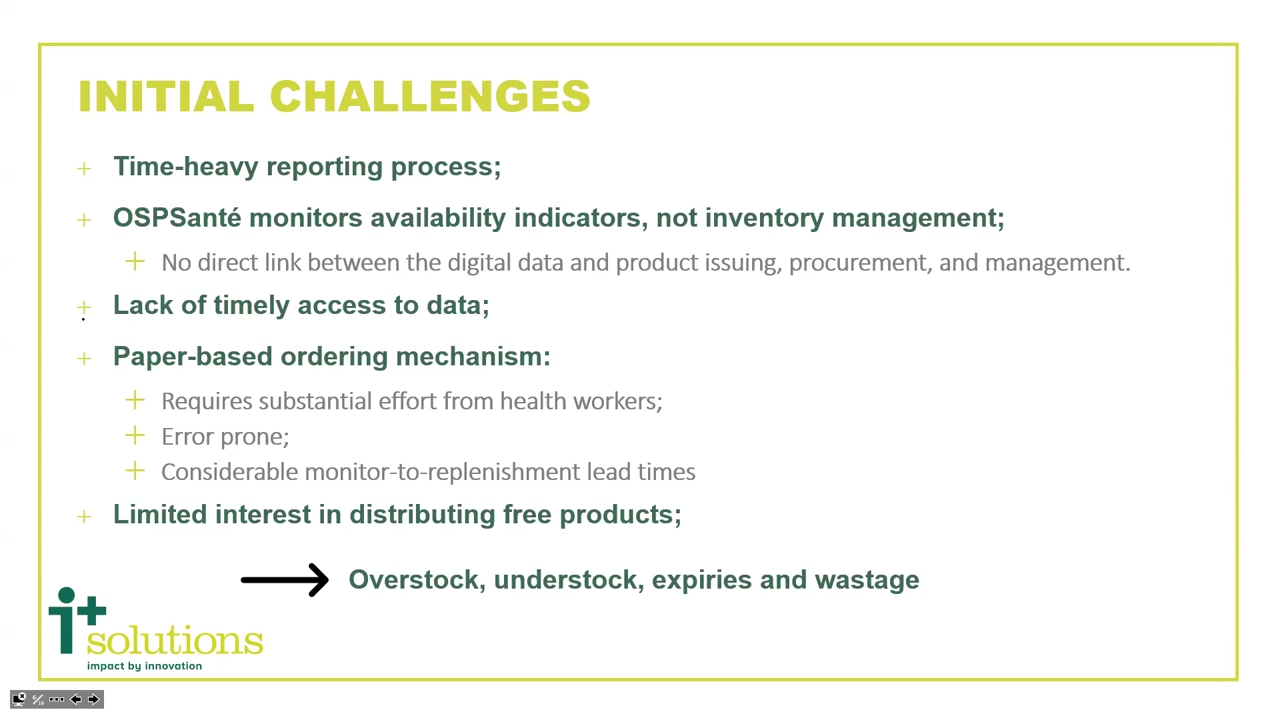 INITIAL CHALLENGES
+ Time-heavy reporting process;
+ OSPSanté monitors availability indicators, not inventory management;
+ No direct link between the digital data and product issuing, procurement, and management.
+ Lack of timely access to data;
+ Paper-based ordering mechanism:
+ Requires substantial effort from health workers;
+ Error prone;
+ Considerable monitor-to-replenishment lead times
+ Limited interest in distributing free products;
Overstock, understock, expiries and wastage
i+
solutions
impact by innovation